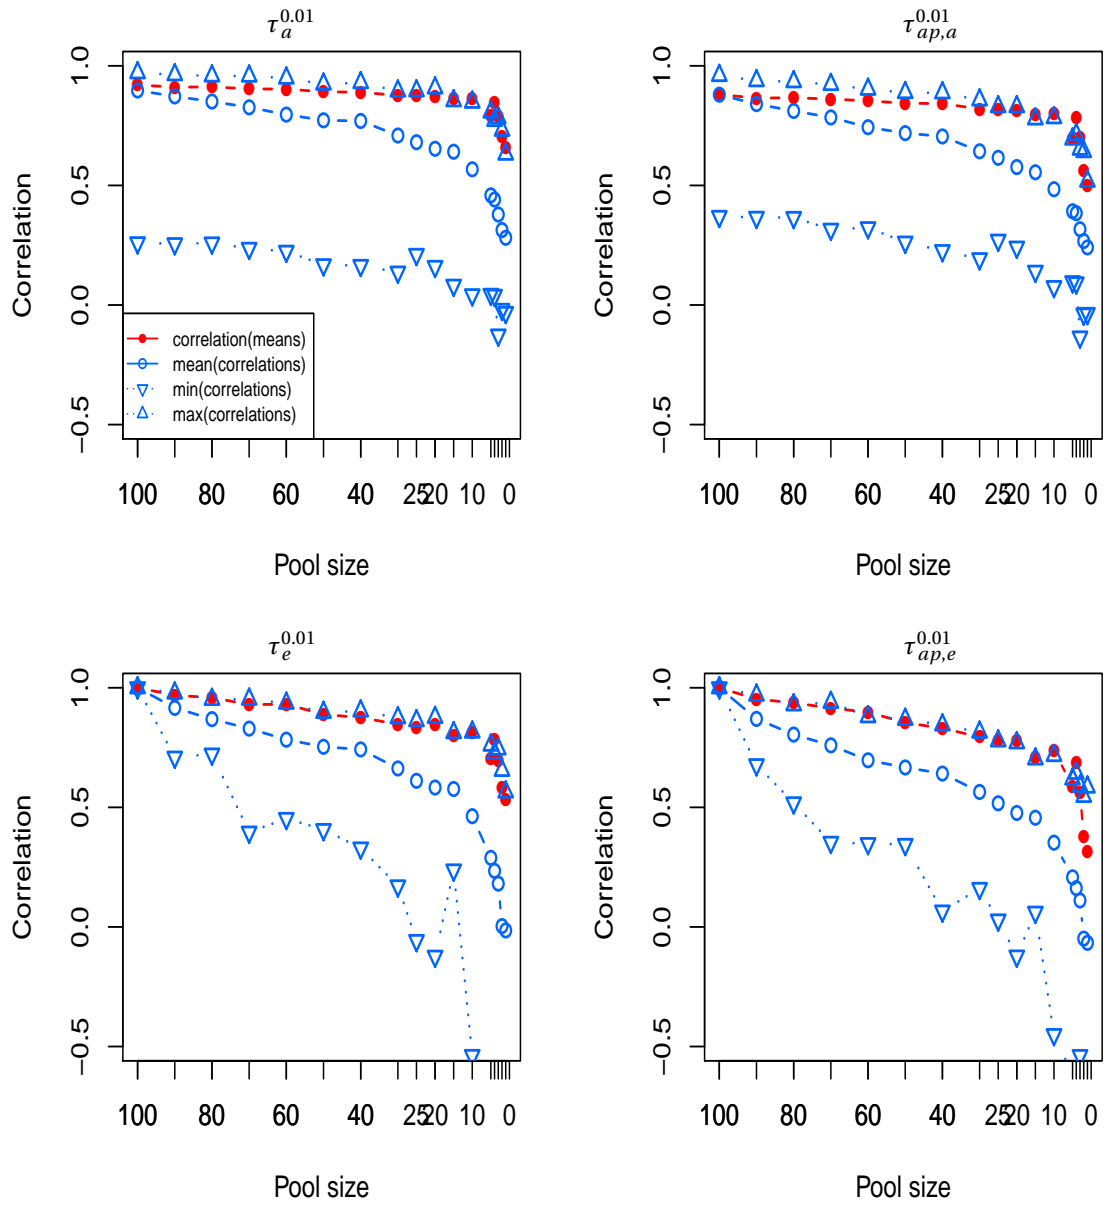 τ_a^{0.01}
Correlation
1.0
0.5
0.0
−0.5
correlation(means)
mean(correlations)
min(correlations)
max(correlations)
100 80 60 40 25 20 10 0
Pool size
τ_{ap,a}^{0.01}
Correlation
1.0
0.5
0.0
−0.5
100 80 60 40 25 20 10 0
Pool size
τ_e^{0.01}
Correlation
1.0
0.5
0.0
−0.5
100 80 60 40 25 20 10 0
Pool size
τ_{ap,e}^{0.01}
Correlation
1.0
0.5
0.0
−0.5
100 80 60 40 25 20 10 0
Pool size